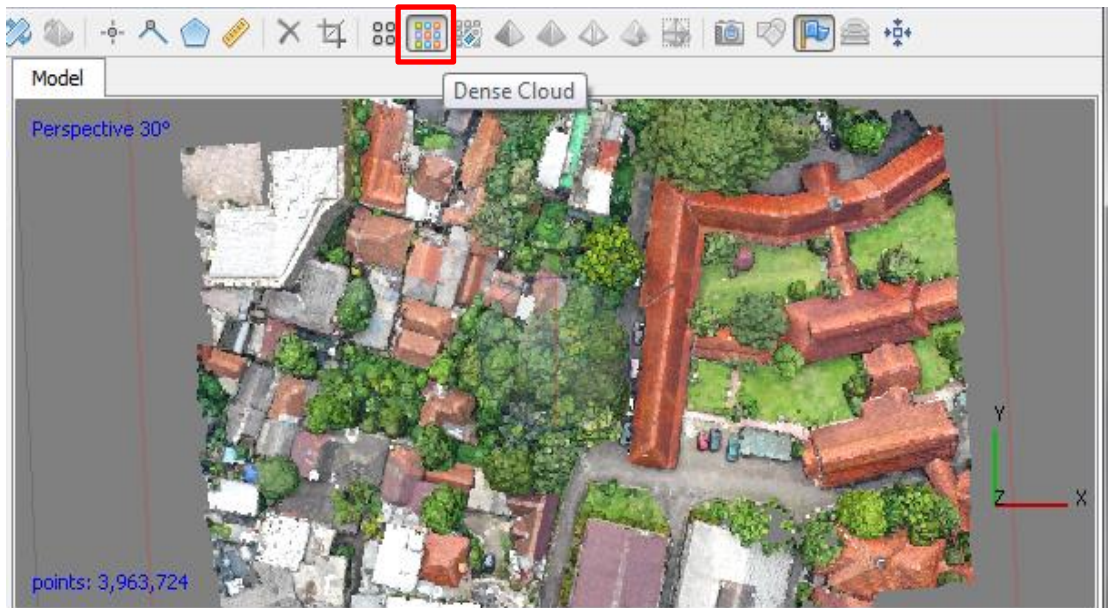 Dense Cloud
Model
Perspective 30°
Y
Z
X
points: 3,963,724